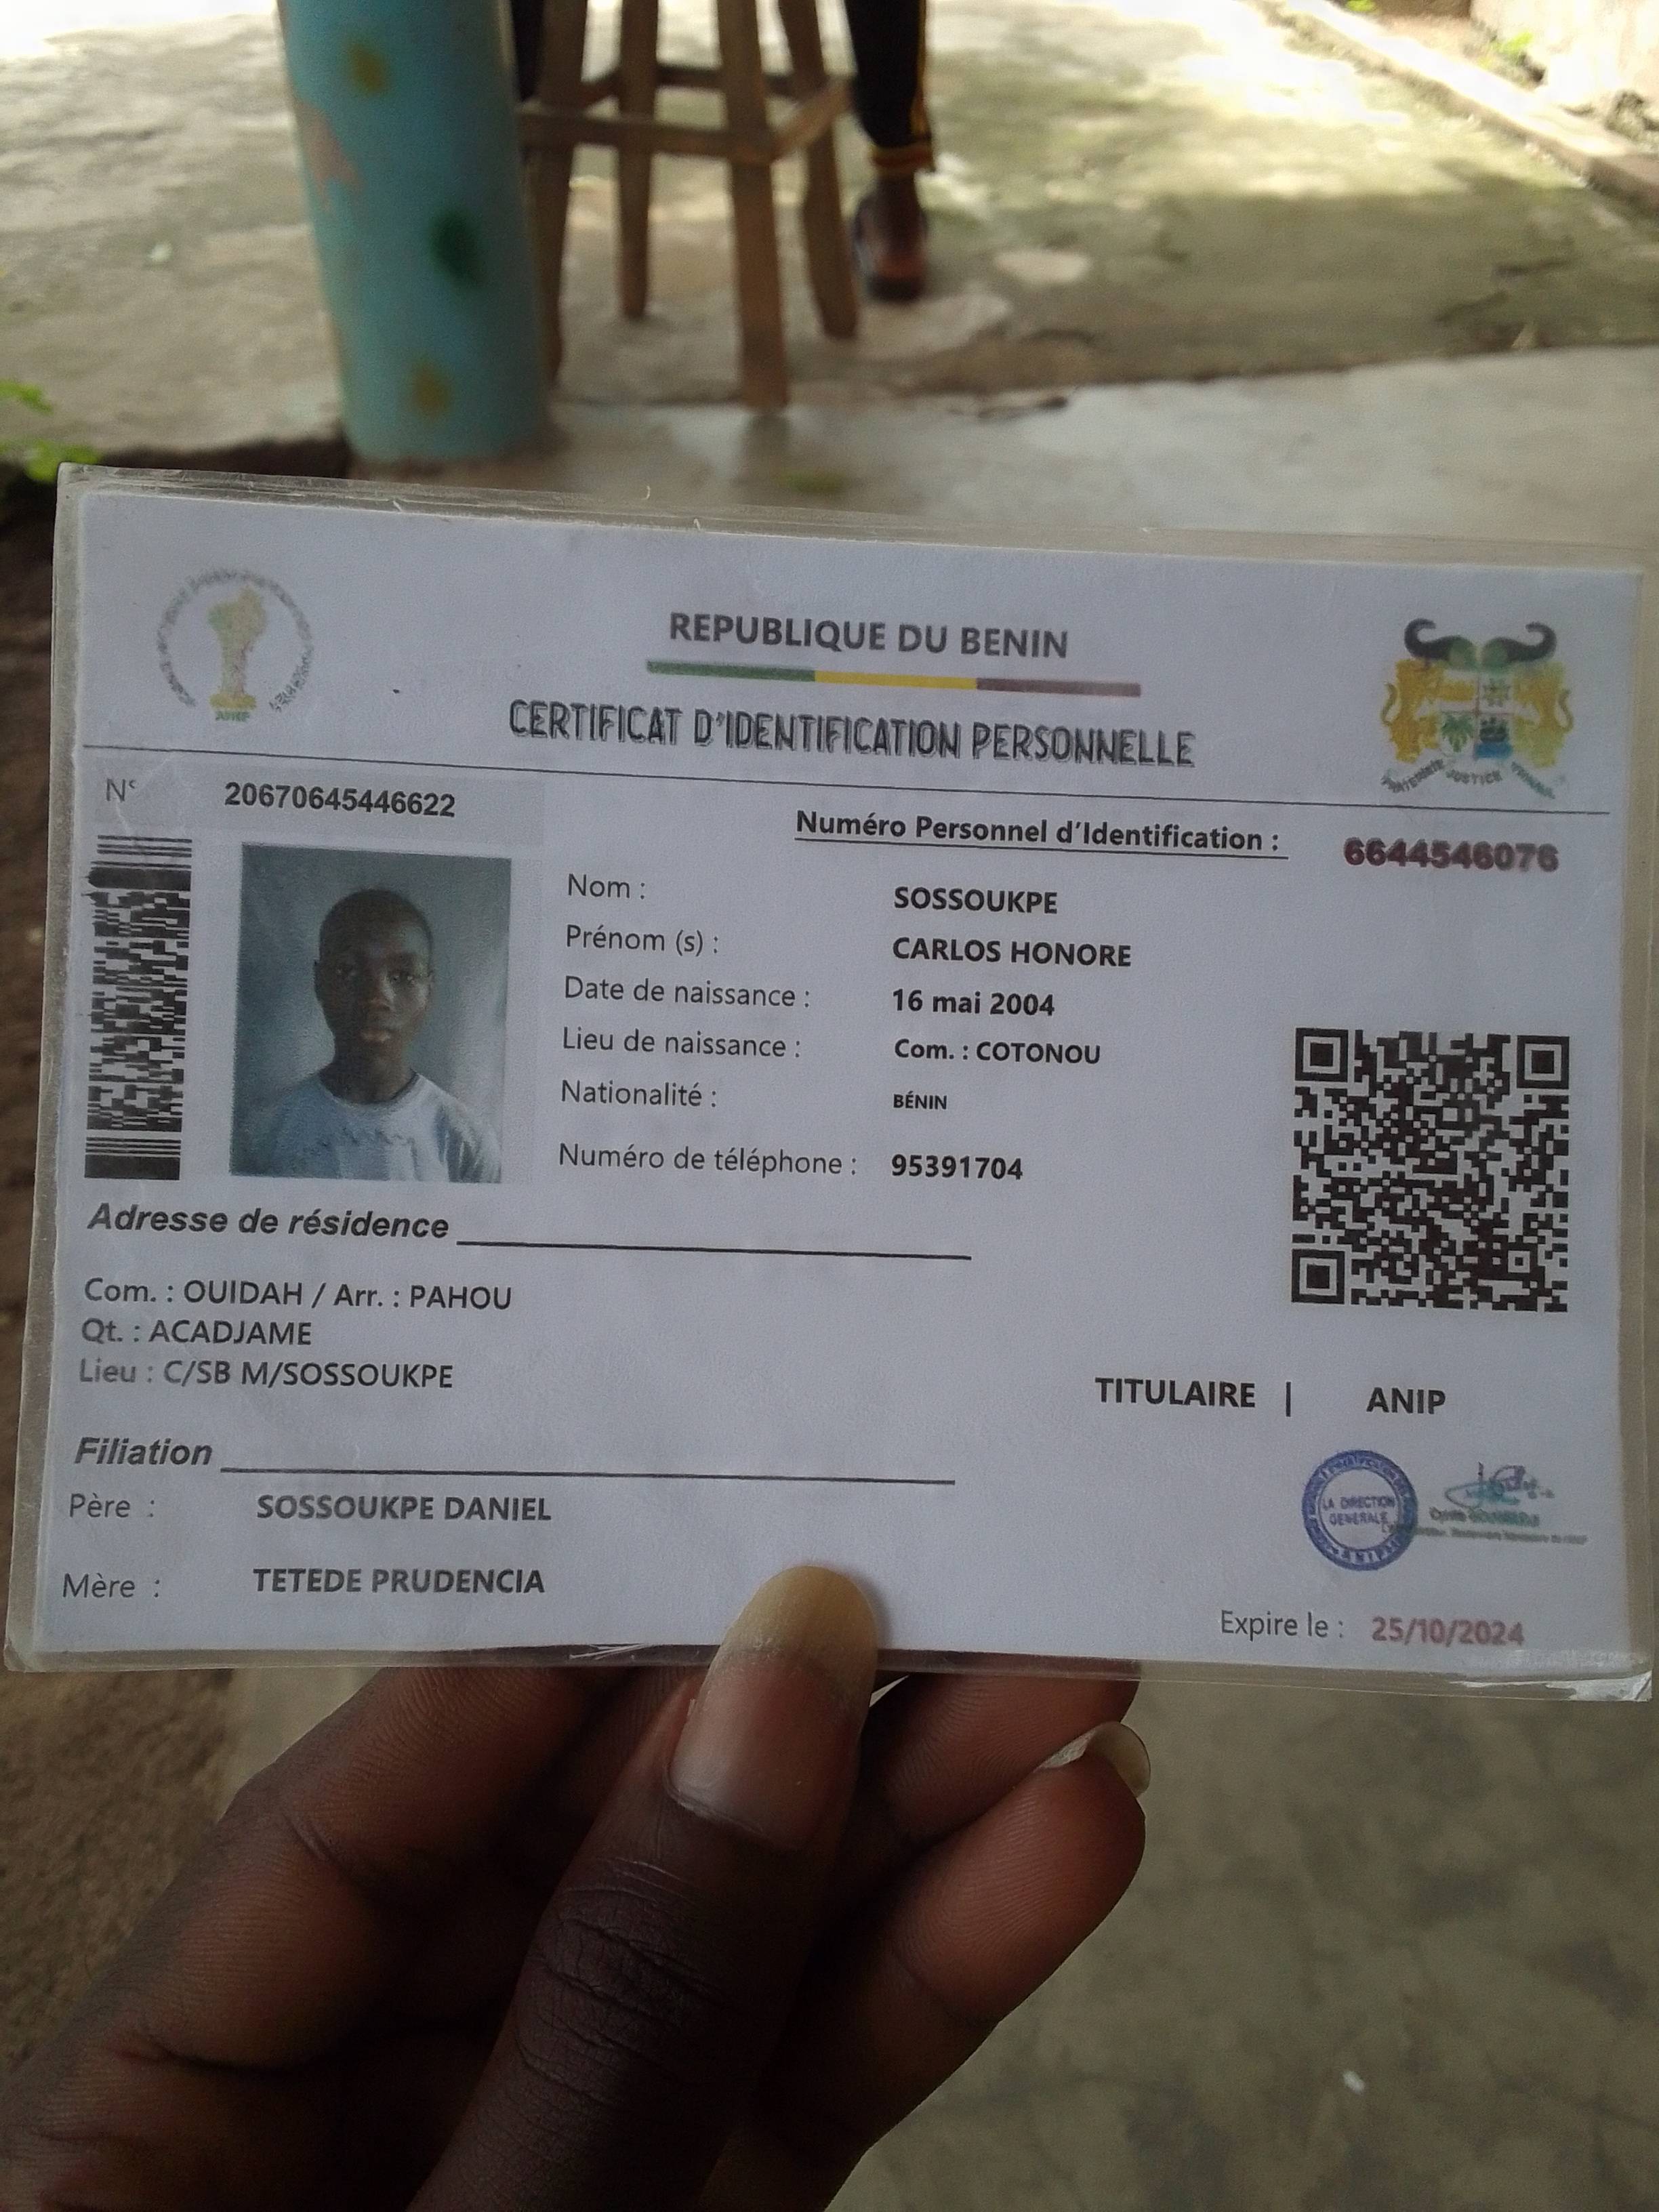 REPUBLIQUE DU BENIN
CERTIFICAT D'IDENTIFICATION PERSONNELLE
FRATERNITE JUSTICE TRAVAIL
N° 20670645446622
Numéro Personnel d'Identification : 6644546076
Nom : SOSSOUKPE
Prénom (s) : CARLOS HONORE
Date de naissance : 16 mai 2004
Lieu de naissance : Com. : COTONOU
Nationalité : BÉNIN
Numéro de téléphone : 95391704
Adresse de résidence
Com. : OUIDAH / Arr. : PAHOU
Qt. : ACADJAME
Lieu : C/SB M/SOSSOUKPE
TITULAIRE | ANIP
Filiation
Père : SOSSOUKPE DANIEL
Mère : TETEDE PRUDENCIA
LA DIRECTION
GENERALE
Expire le : 25/10/2024